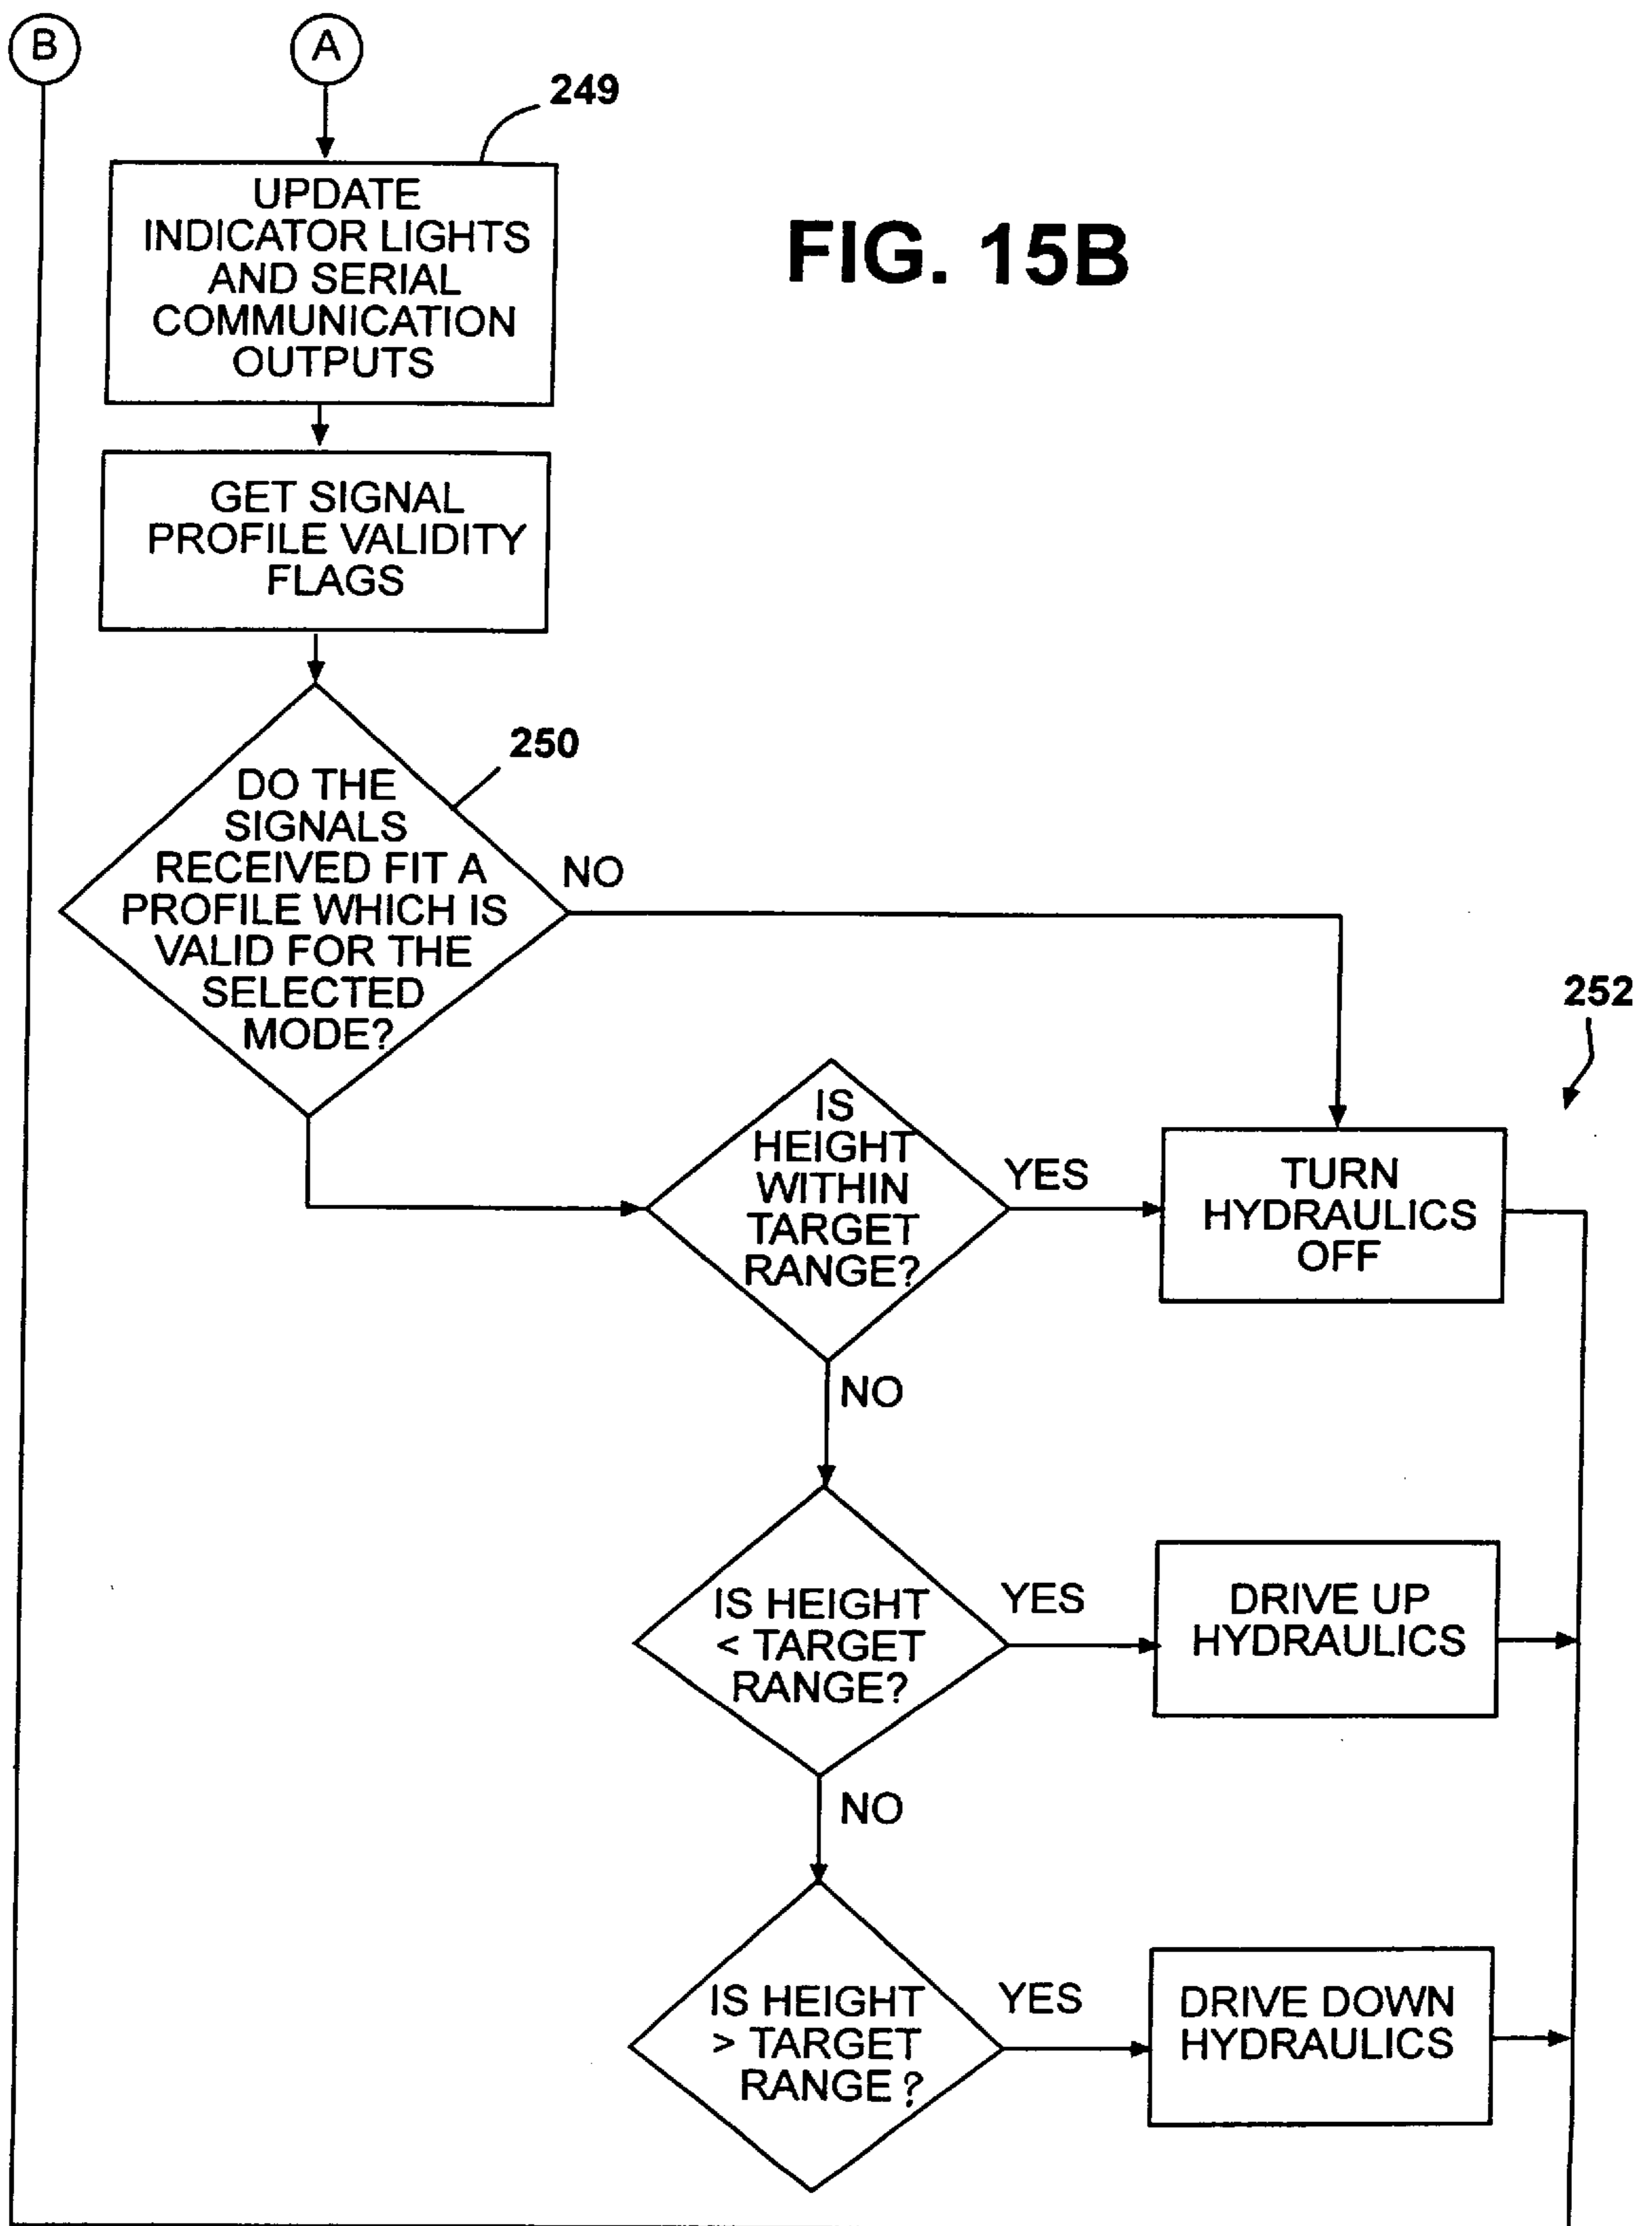 B
A
249
UPDATE
INDICATOR LIGHTS
AND SERIAL
COMMUNICATION
OUTPUTS
FIG. 15B
GET SIGNAL
PROFILE VALIDITY
FLAGS
250
DO THE
SIGNALS
RECEIVED FIT A
PROFILE WHICH IS
VALID FOR THE
SELECTED
MODE?
NO
252
IS
HEIGHT
WITHIN
TARGET
RANGE?
YES
TURN
HYDRAULICS
OFF
NO
IS HEIGHT
< TARGET
RANGE?
YES
DRIVE UP
HYDRAULICS
NO
IS HEIGHT
> TARGET
RANGE?
YES
DRIVE DOWN
HYDRAULICS